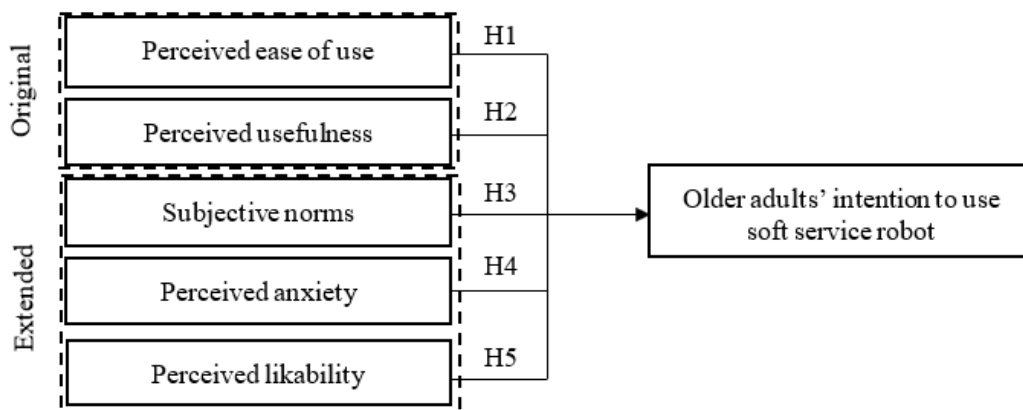 Original
Perceived ease of use
H1
Perceived usefulness
H2
Extended
Subjective norms
H3
Perceived anxiety
H4
Perceived likability
H5
Older adults’ intention to use
soft service robot